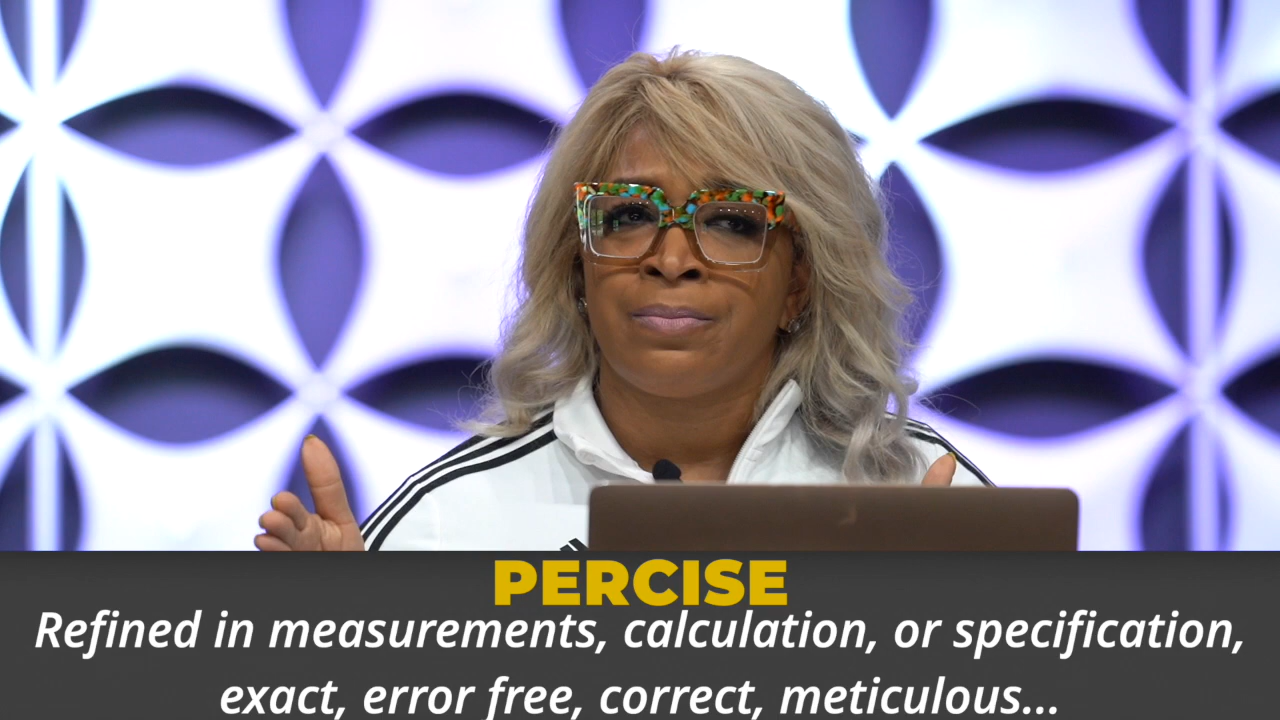 PERCISE
Refined in measurements, calculation, or specification,
exact, error free, correct, meticulous...